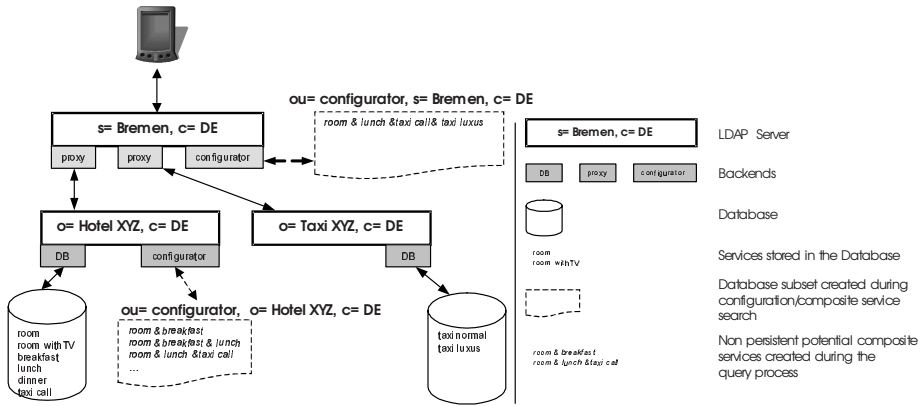 ou= configurator, s= Bremen, c= DE
room & lunch &taxi call& taxi luxus
s= Bremen, c= DE
proxy
proxy
configurator
o= Hotel XYZ, c= DE
o= Taxi XYZ, c= DE
DB
configurator
DB
ou= configurator, o= Hotel XYZ, c= DE
room
room withTV
breakfast
lunch
dinner
taxi call
room & breakfast
room & breakfast & lunch
room & lunch &taxi call
...
taxi normal
taxi luxus
s= Bremen, c= DE
LDAP Server
DB
proxy
configurator
Backends
Database
room
room withTV
Services stored in the Database
Database subset created during
configuration/composite service
search
room & breakfast
room & lunch &taxi call
Non persistent potential composite
services created during the
query process